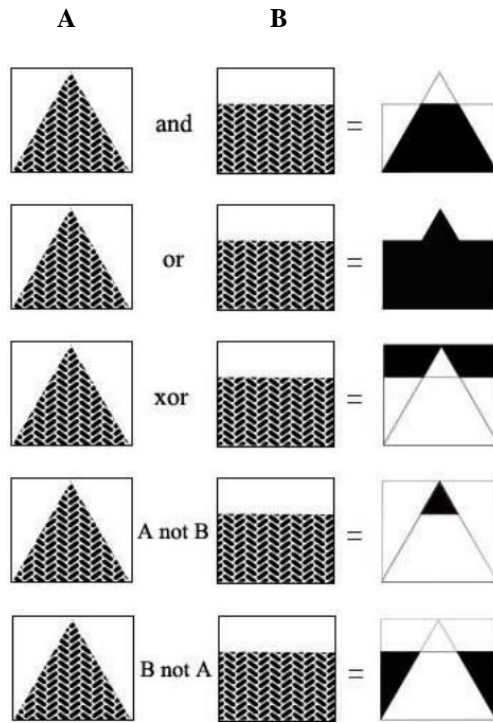 A B
and =
or =
xor =
A not B =
B not A =